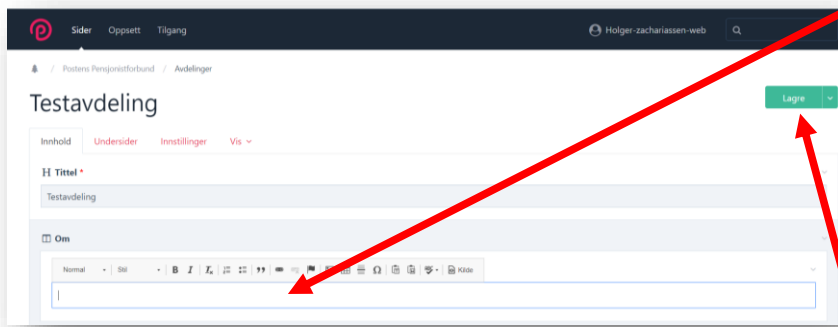 Sider Oppsett Tilgang Holger-zachariassen-web
/ Postens Pensjonistforbund / Avdelinger
Testavdeling
Lagre
Innhold Undersider Innstillinger Vis
H Tittel *
Testavdeling
Om
Normal Stil B I Ix Ω Kilde